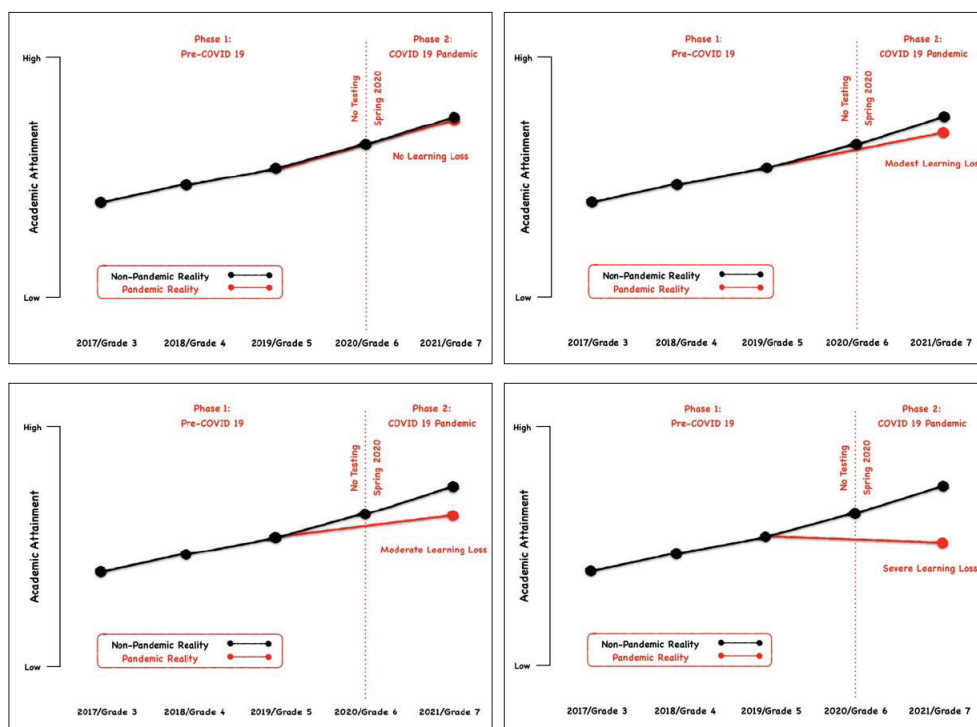 Phase 1:
Pre-COVID 19
Phase 2:
COVID 19 Pandemic
High
No Testing
Spring 2020
Academic Attainment
No Learning Loss
Non-Pandemic Reality
Pandemic Reality
Low
2017/Grade 3 2018/Grade 4 2019/Grade 5 2020/Grade 6 2021/Grade 7
Phase 1:
Pre-COVID 19
Phase 2:
COVID 19 Pandemic
High
No Testing
Spring 2020
Academic Attainment
Modest Learning Los
Non-Pandemic Reality
Pandemic Reality
Low
2017/Grade 3 2018/Grade 4 2019/Grade 5 2020/Grade 6 2021/Grade 7
Phase 1:
Pre-COVID 19
Phase 2:
COVID 19 Pandemic
High
No Testing
Spring 2020
Academic Attainment
Moderate Learning Loss
Non-Pandemic Reality
Pandemic Reality
Low
2017/Grade 3 2018/Grade 4 2019/Grade 5 2020/Grade 6 2021/Grade 7
Phase 1:
Pre-COVID 19
Phase 2:
COVID 19 Pandemic
High
No Testing
Spring 2020
Academic Attainment
Severe Learning Loss
Non-Pandemic Reality
Pandemic Reality
Low
2017/Grade 3 2018/Grade 4 2019/Grade 5 2020/Grade 6 2021/Grade 7